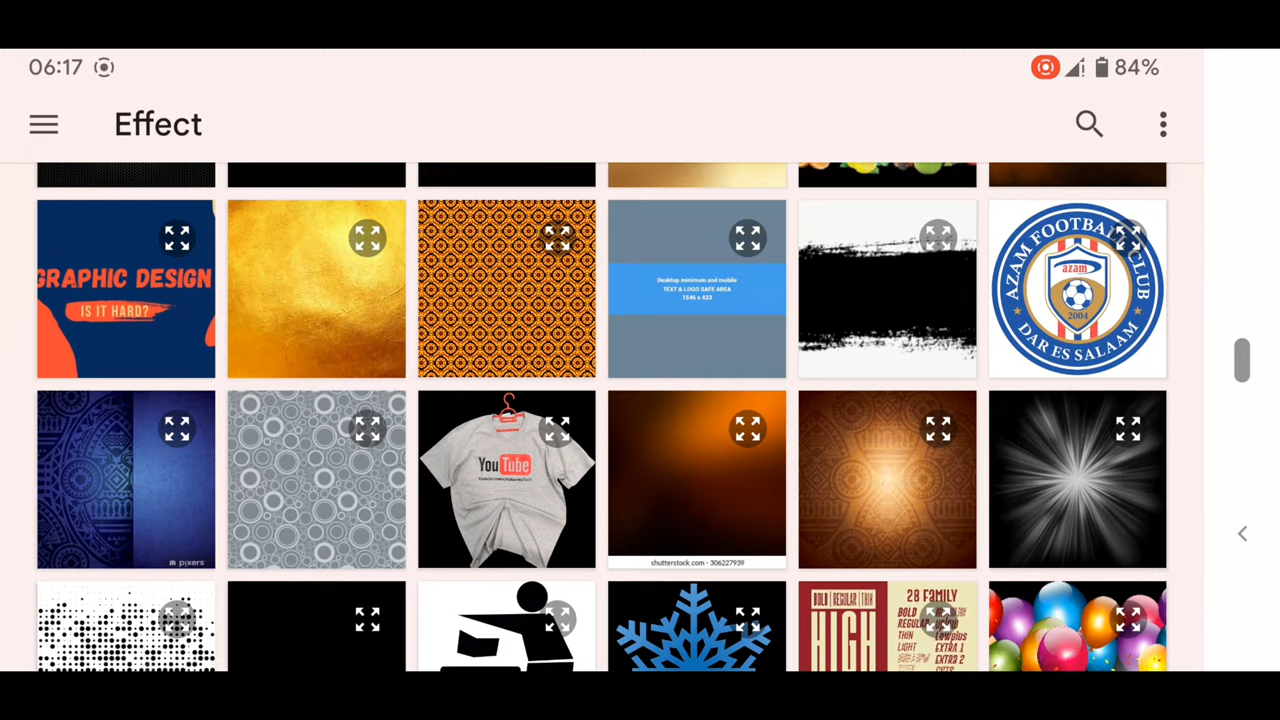 06:17
84%
Effect
GRAPHIC DESIGN
IS IT HARD?
Desktop minimum and mobile
TEXT & LOGO SAFE AREA
1546 x 423
AZAM FOOTBALL CLUB
azam
2004
DAR ES SALAAM
pixers
YouTube
shutterstock.com · 306227939
BOLD REGULAR THIN
HIGH
28 FAMILY
BOLD
REGULAR
THIN
Lowplus
LIGHT
EXTRA 1
EXTRA 2